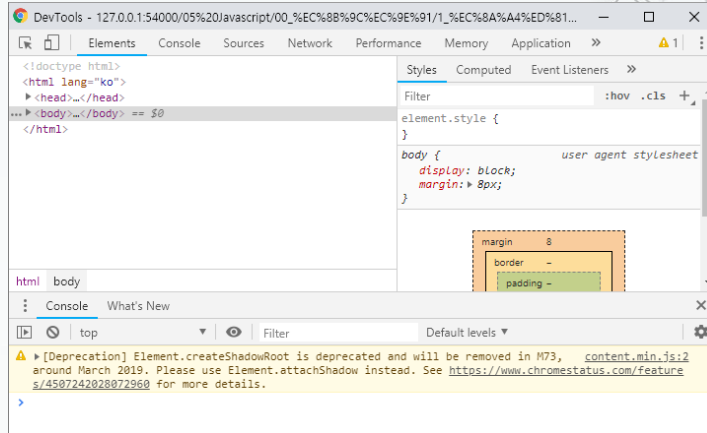 DevTools - 127.0.0.1:54000/05%20Javascript/00_%EC%8B%9C%EC%9E%91/1_%EC%8A%A4%ED%81...
Elements Console Sources Network Performance Memory Application » 1
<!doctype html>
<html lang="ko">
<head>…</head>
... <body>…</body> == $0
</html>
html body
Styles Computed Event Listeners »
Filter :hov .cls +
element.style {
}
body { user agent stylesheet
display: block;
margin: 8px;
}
margin 8
border –
padding –
Console What's New
top Filter Default levels ▼
[Deprecation] Element.createShadowRoot is deprecated and will be removed in M73, content.min.js:2
around March 2019. Please use Element.attachShadow instead. See https://www.chromestatus.com/feature
s/4507242028072960 for more details.
>